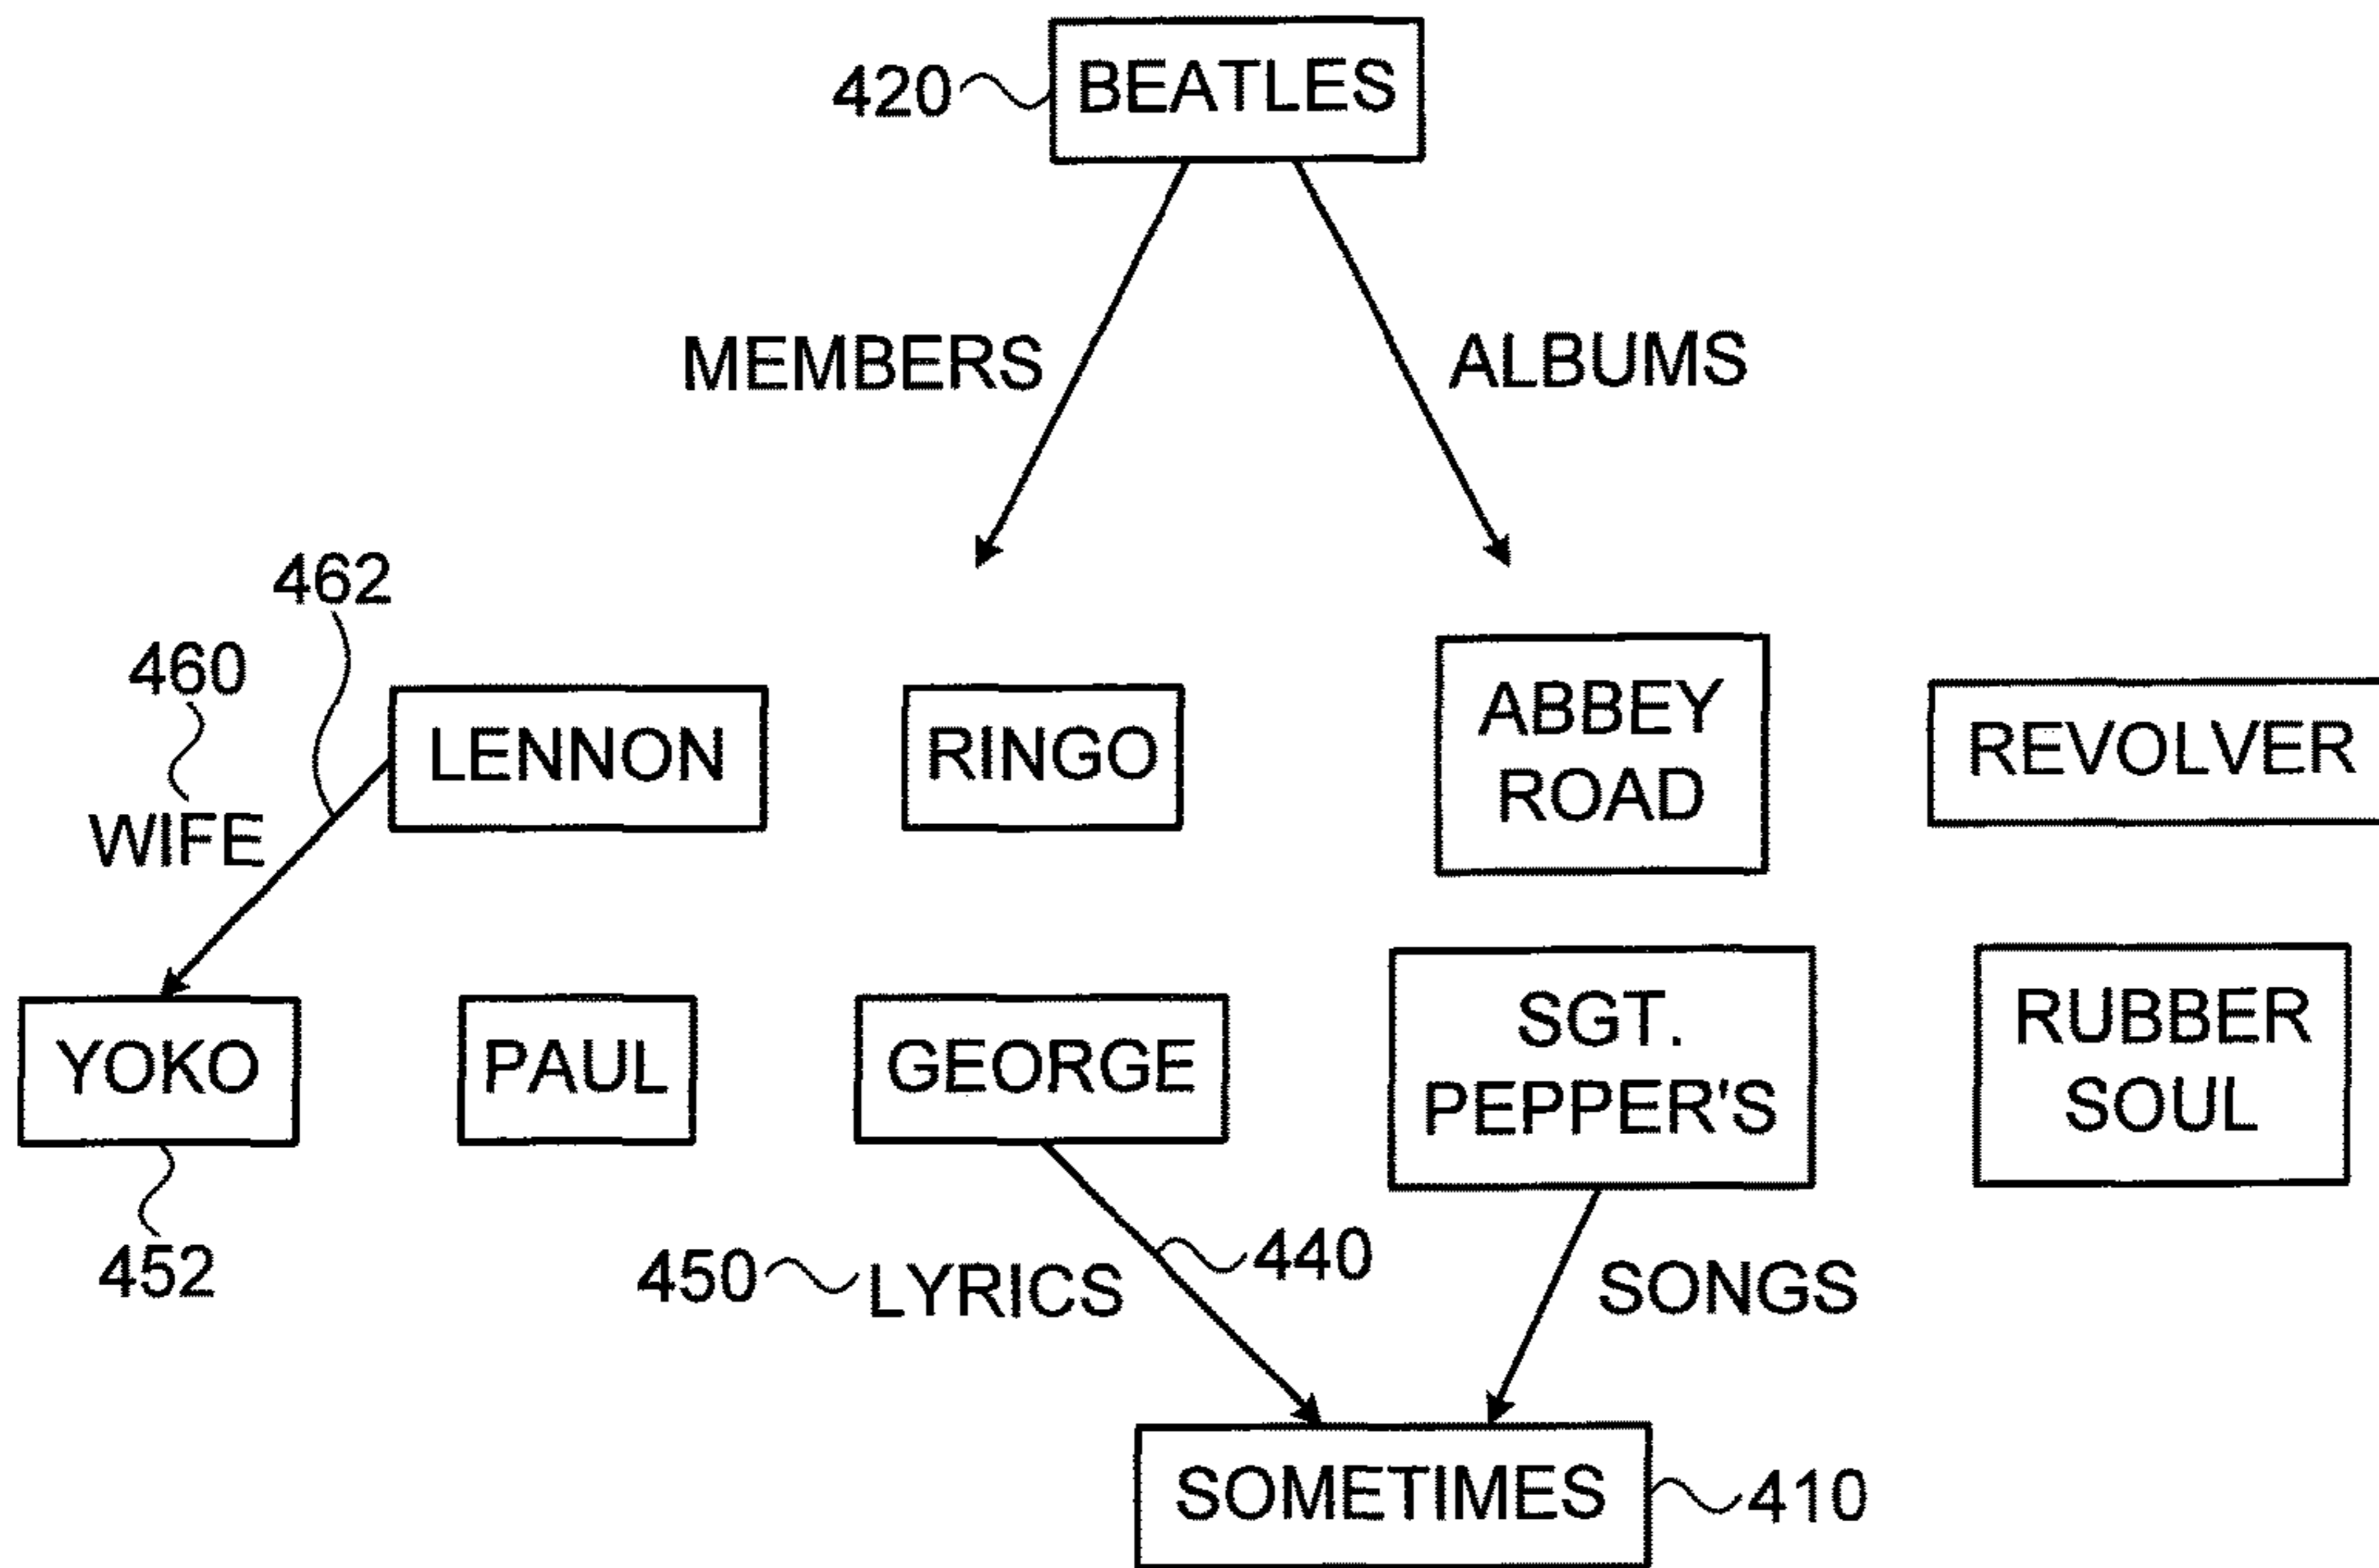 420 BEATLES
MEMBERS ALBUMS
462
460
LENNON RINGO ABBEY
ROAD REVOLVER
WIFE
YOKO PAUL GEORGE SGT.
PEPPER'S RUBBER
SOUL
452
450 LYRICS 440 SONGS
SOMETIMES 410